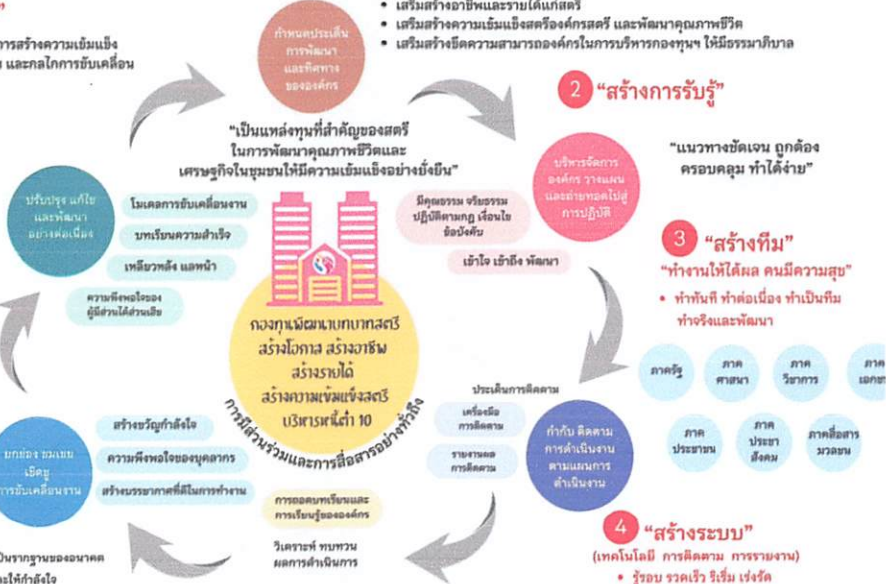 ”
การสร้างความเข้มแข็ง
และกลไกการขับเคลื่อน
กำหนดประเด็น
การพัฒนา
และทิศทาง
ขององค์กร
• เสริมสร้างอาชีพและรายได้แก่สตรี
• เสริมสร้างความเข้มแข็งสตรีองค์กรสตรี และพัฒนาคุณภาพชีวิต
• เสริมสร้างขีดความสามารถองค์กรในการบริหารกองทุนฯ ให้มีธรรมาภิบาล
2 “สร้างการรับรู้”
“แนวทางชัดเจน ถูกต้อง
ครอบคลุม ทำได้ง่าย”
“เป็นแหล่งทุนที่สำคัญของสตรี
ในการพัฒนาคุณภาพชีวิตและ
เศรษฐกิจในชุมชนให้มีความเข้มแข็งอย่างยั่งยืน”
บริหารจัดการ
องค์กร วางแผน
และถ่ายทอดไปสู่
การปฏิบัติ
ปรับปรุง แก้ไข
และพัฒนา
อย่างต่อเนื่อง
โมเดลการขับเคลื่อนงาน
บทเรียนความสำเร็จ
เหลียวหลัง แลหน้า
ความพึงพอใจของ
ผู้มีส่วนได้ส่วนเสีย
มีคุณธรรม จริยธรรม
ปฏิบัติตามกฎ เงื่อนไข
ข้อบังคับ
เข้าใจ เข้าถึง พัฒนา
3 “สร้างทีม”
“ทำงานให้ได้ผล คนมีความสุข”
• ทำทันที ทำต่อเนื่อง ทำเป็นทีม
ทำจริงและพัฒนา
ภาครัฐ
ภาค
ศาสนา
ภาค
วิชาการ
ภาค
เอกช
ภาค
ประชาชน
ภาค
ประชา
สังคม
ภาคสื่อสาร
มวลชน
กองทุนพัฒนาบทบาทสตรี
สร้างโอกาส สร้างอาชีพ
สร้างรายได้
สร้างความเข้มแข็งสตรี
บริหารหนี้ต่ำ 10
การมีส่วนร่วมและการสื่อสารอย่างทั่วถึง
ประเด็นการติดตาม
เครื่องมือ
การติดตาม
รายงานผล
การติดตาม
กำกับ ติดตาม
การดำเนินงาน
ตามแผนการ
ดำเนินงาน
ยกย่อง ชมเชย
เชิดชู
การขับเคลื่อนงาน
สร้างขวัญกำลังใจ
ความพึงพอใจของบุคลากร
สร้างบรรยากาศที่ดีในการทำงาน
การถอดบทเรียนและ
การเรียนรู้ขององค์กร
วิเคราะห์ ทบทวน
ผลการดำเนินการ
4 “สร้างระบบ”
(เทคโนโลยี การติดตาม การรายงาน)
• รู้รอบ รวดเร็ว ริเริ่ม เร่งรัด
เป็นรากฐานของอนาคต
และให้กำลังใจ